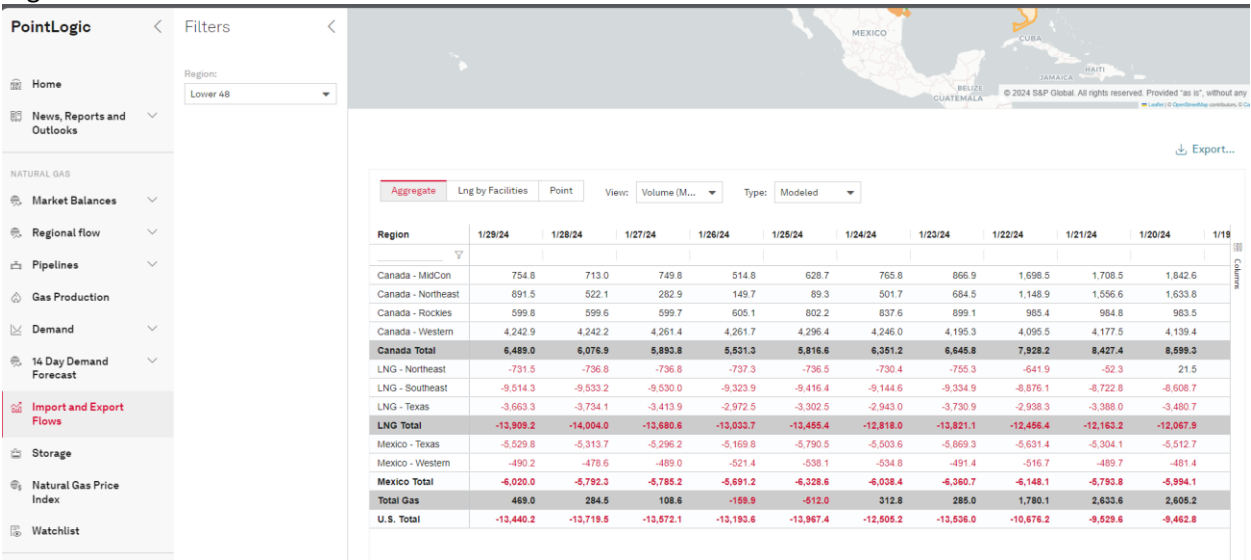 PointLogic
Home
News, Reports and
Outlooks
NATURAL GAS
Market Balances
Regional flow
Pipelines
Gas Production
Demand
14 Day Demand
Forecast
Import and Export
Flows
Storage
Natural Gas Price
Index
Watchlist
Filters
Region:
Lower 48
MEXICO
CUBA
HAITI
JAMAICA
BELIZE
GUATEMALA
© 2024 S&P Global. All rights reserved. Provided "as is", without any
Leaflet | © OpenStreetMap contributors, ©
Export...
Aggregate Lng by Facilities Point View: Volume (M... Type: Modeled
Region 1/29/24 1/28/24 1/27/24 1/26/24 1/25/24 1/24/24 1/23/24 1/22/24 1/21/24 1/20/24 1/19
Canada - MidCon 754.8 713.0 749.8 514.8 628.7 765.8 866.9 1,698.5 1,708.5 1,842.6
Canada - Northeast 891.5 522.1 282.9 149.7 89.3 501.7 684.5 1,148.9 1,556.6 1,633.8
Canada - Rockies 599.8 599.6 599.7 605.1 802.2 837.6 899.1 985.4 984.8 983.5
Canada - Western 4,242.9 4,242.2 4,261.4 4,261.7 4,296.4 4,246.0 4,195.3 4,095.5 4,177.5 4,139.4
Canada Total 6,489.0 6,076.9 5,893.8 5,531.3 5,816.6 6,351.2 6,645.8 7,928.2 8,427.4 8,599.3
LNG - Northeast -731.5 -736.8 -736.8 -737.3 -736.5 -730.4 -755.3 -641.9 -52.3 21.5
LNG - Southeast -9,514.3 -9,533.2 -9,530.0 -9,323.9 -9,416.4 -9,144.6 -9,334.9 -8,876.1 -8,722.8 -8,608.7
LNG - Texas -3,663.3 -3,734.1 -3,413.9 -2,972.5 -3,302.5 -2,943.0 -3,730.9 -2,938.3 -3,388.0 -3,480.7
LNG Total -13,909.2 -14,004.0 -13,680.6 -13,033.7 -13,455.4 -12,818.0 -13,821.1 -12,456.4 -12,163.2 -12,067.9
Mexico - Texas -5,529.8 -5,313.7 -5,296.2 -5,169.8 -5,790.5 -5,503.6 -5,869.3 -5,631.4 -5,304.1 -5,512.7
Mexico - Western -490.2 -478.6 -489.0 -521.4 -538.1 -534.8 -491.4 -516.7 -489.7 -481.4
Mexico Total -6,020.0 -5,792.3 -5,785.2 -5,691.2 -6,328.6 -6,038.4 -6,360.7 -6,148.1 -5,793.8 -5,994.1
Total Gas 469.0 284.5 108.6 -159.9 -512.0 312.8 285.0 1,780.1 2,633.6 2,605.2
U.S. Total -13,440.2 -13,719.5 -13,572.1 -13,193.6 -13,967.4 -12,505.2 -13,536.0 -10,676.2 -9,529.6 -9,462.8
Columns